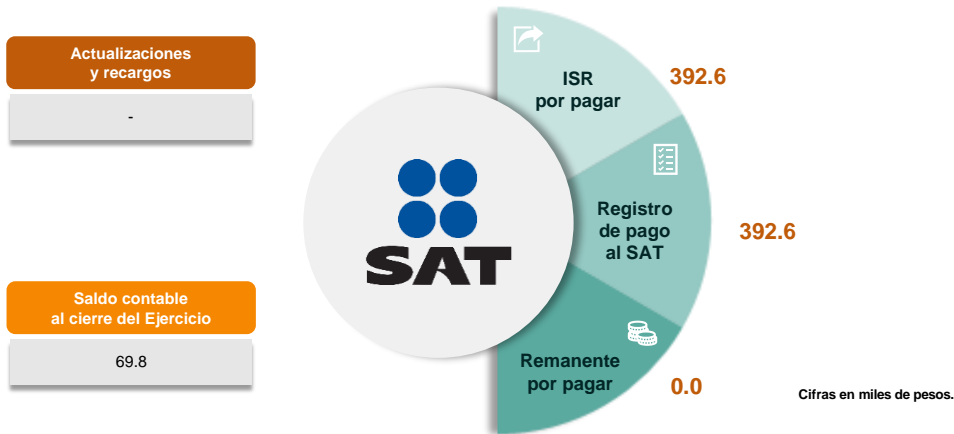 Actualizaciones
y recargos
-
Saldo contable
al cierre del Ejercicio
69.8
SAT
ISR
por pagar
392.6
Registro
de pago
al SAT
392.6
Remanente
por pagar
0.0
Cifras en miles de pesos.